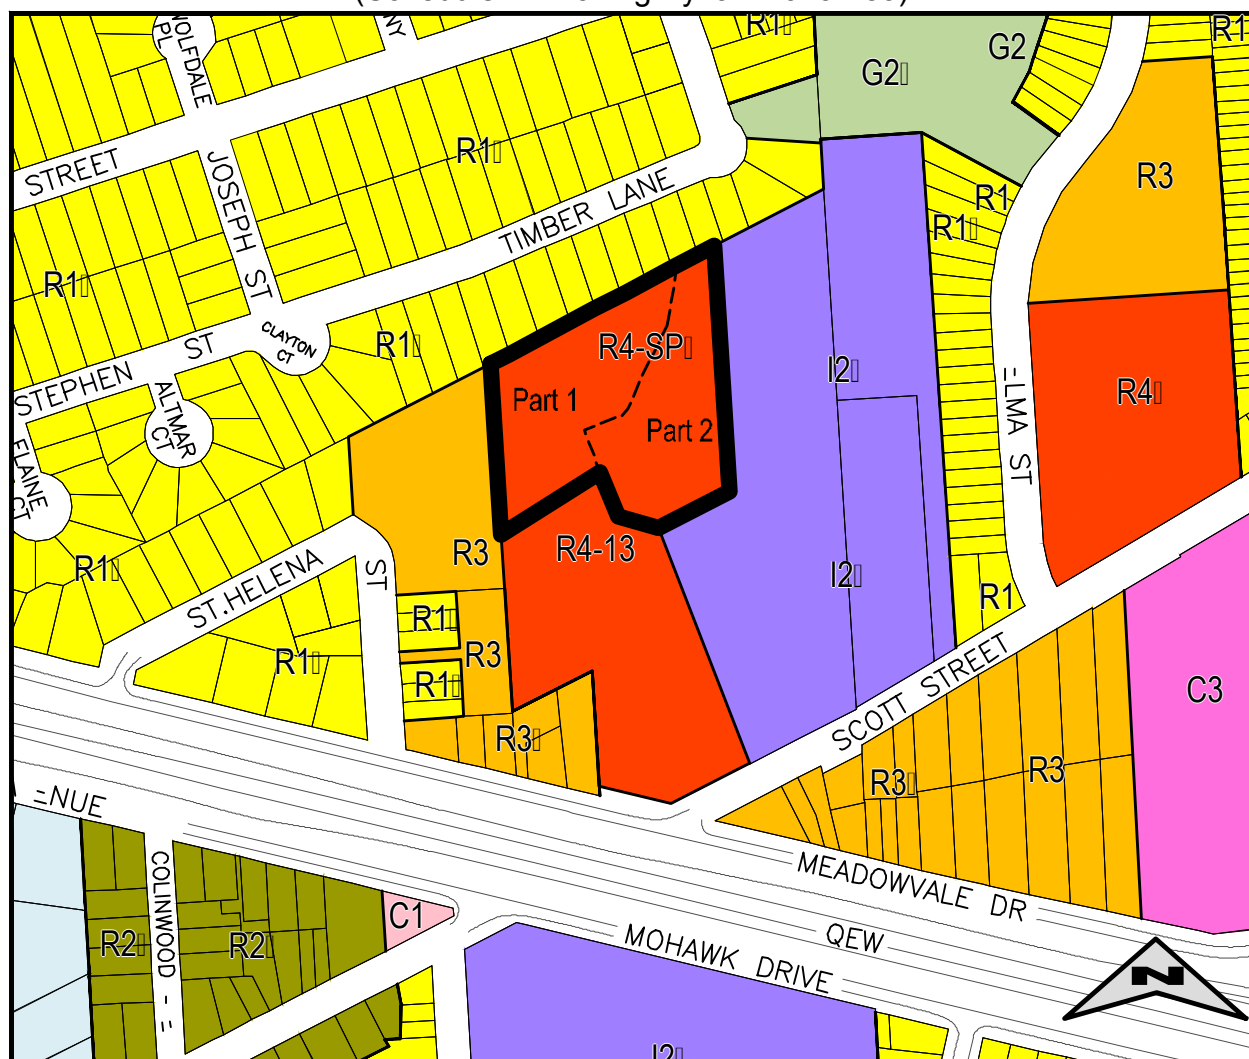 WOLFDALE
PL
NY
R1
G2
G2
R1
STREET
R1
JOSEPH ST
TIMBER LANE
R3
R1
R1
R1
STEPHEN ST
CLAYTON
CT
R1
R4-SP
I2
R4
ALTMAR
CT
Part 1
Part 2
ELAINE
CT
LMA ST
R3
R4-13
R1
ST.HELENA ST
I2
R1
R1
R3
R1
R1
SCOTT STREET
C3
R3
R3
R3
NUE
MEADOWVALE DR
COLINWOOD
C1
R2
R2
QEW
MOHAWK DRIVE
N
I2